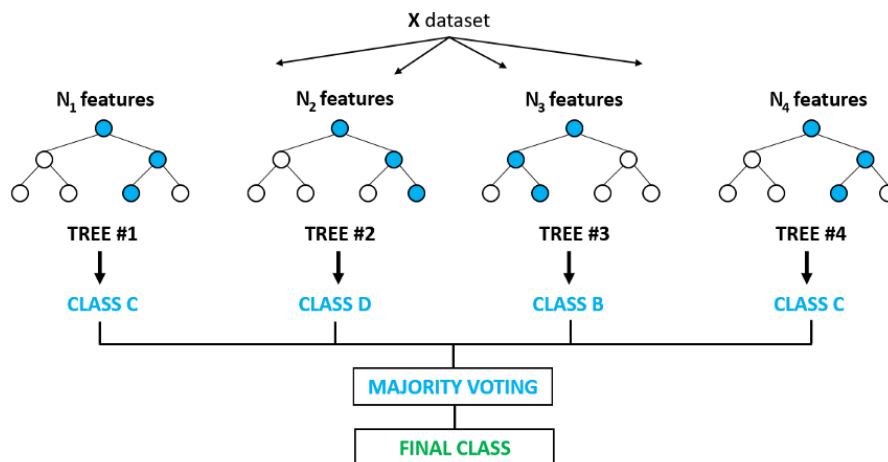 X dataset
N₁ features N₂ features N₃ features N₄ features
TREE #1 TREE #2 TREE #3 TREE #4
CLASS C CLASS D CLASS B CLASS C
MAJORITY VOTING
FINAL CLASS